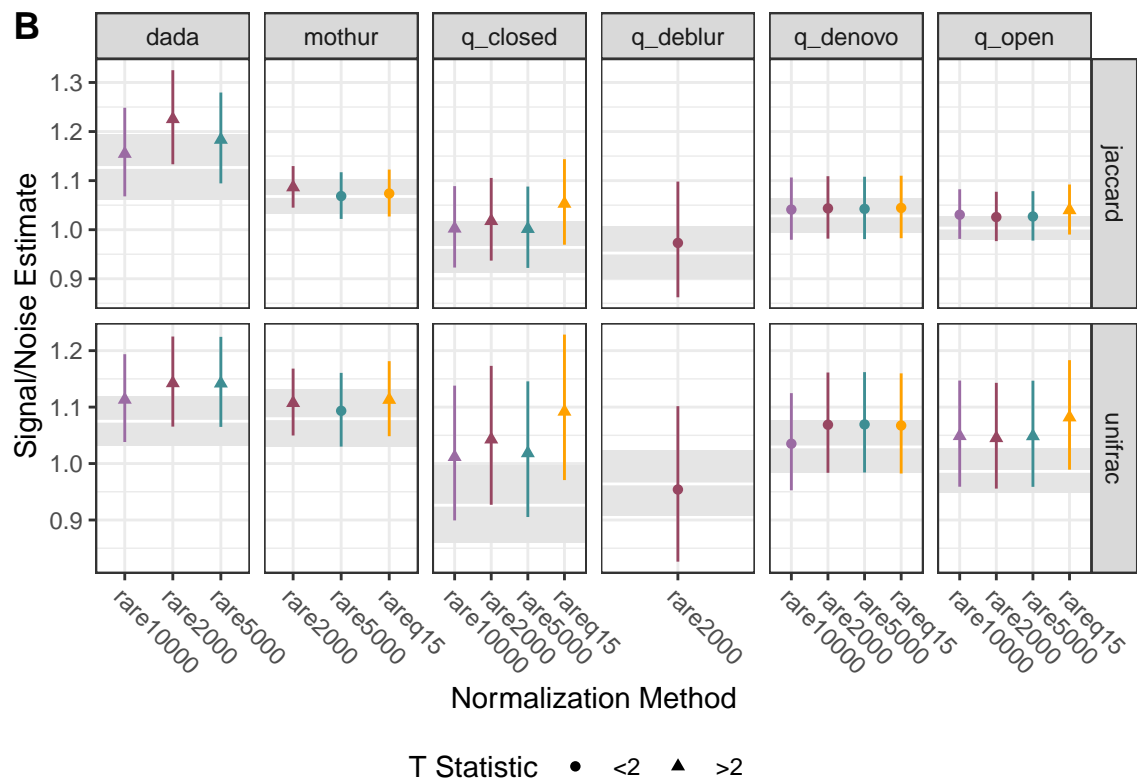 B
dada mothur q_closed q_deblur q_denovo q_open
Signal/Noise Estimate
1.3
1.2
1.1
1.0
0.9
jaccard
1.2
1.1
1.0
0.9
unifrac
rare10000 rare2000 rare5000 rare2000 rare5000 rareq15 rare10000 rare2000 rare5000 rareq15 rare2000 rare10000 rare2000 rare5000 rareq15 rare10000 rare2000 rare5000 rareq15
Normalization Method
T Statistic <2 >2